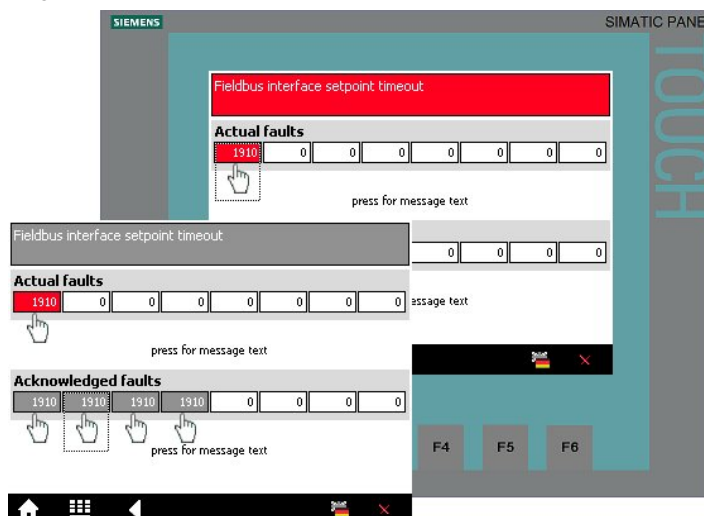 SIEMENS
SIMATIC PANE
TOUCH
Fieldbus interface setpoint timeout
Actual faults
1910 0 0 0 0 0 0 0
press for message text
0 0 0 0
essage text
Fieldbus interface setpoint timeout
Actual faults
1910 0 0 0 0 0 0 0
press for message text
Acknowledged faults
1910 1910 1910 1910 0 0 0 0
press for message text
F4 F5 F6